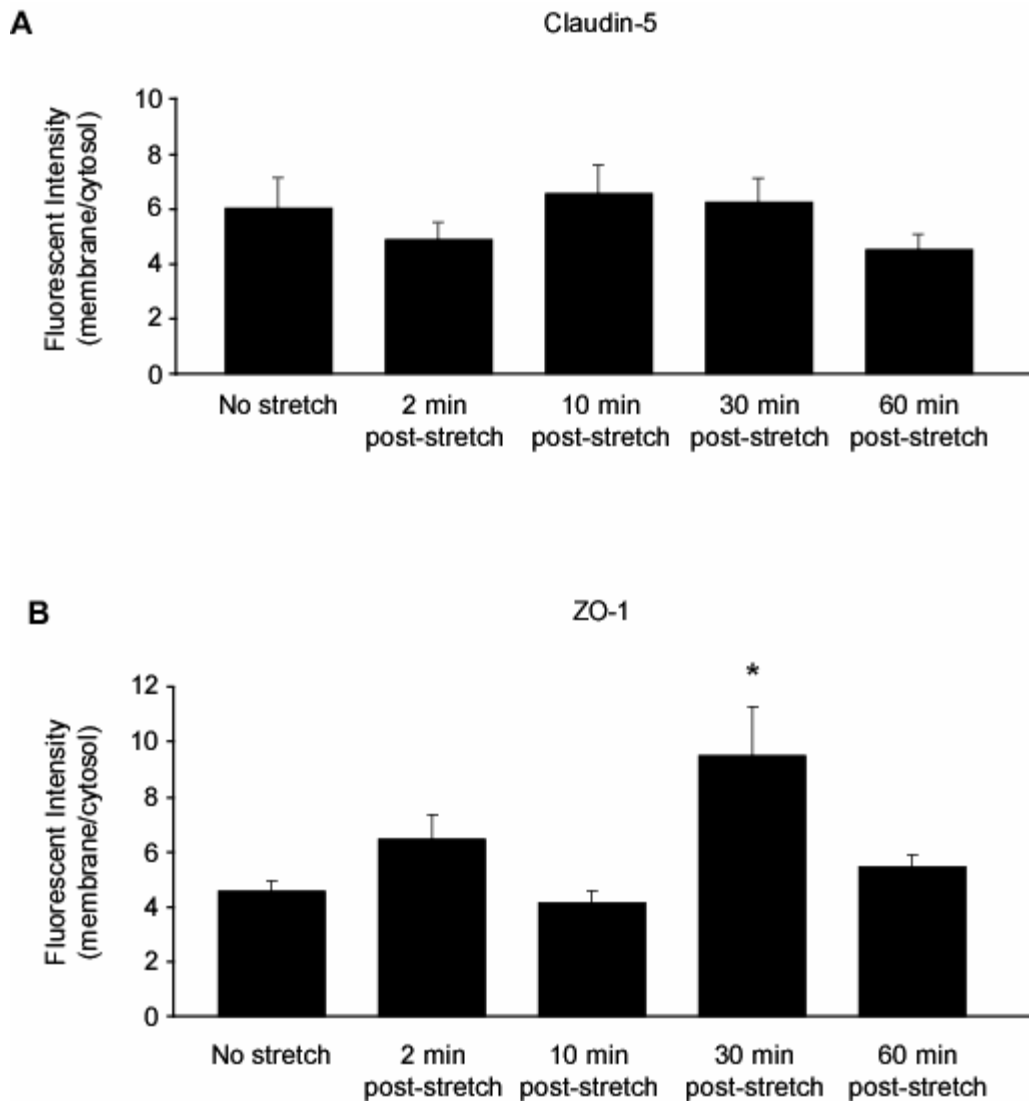 A
Claudin-5
Fluorescent Intensity
(membrane/cytosol)
10
8
6
4
2
0
No stretch
2 min
post-stretch
10 min
post-stretch
30 min
post-stretch
60 min
post-stretch
B
ZO-1
Fluorescent Intensity
(membrane/cytosol)
12
10
8
6
4
2
0
*
No stretch
2 min
post-stretch
10 min
post-stretch
30 min
post-stretch
60 min
post-stretch